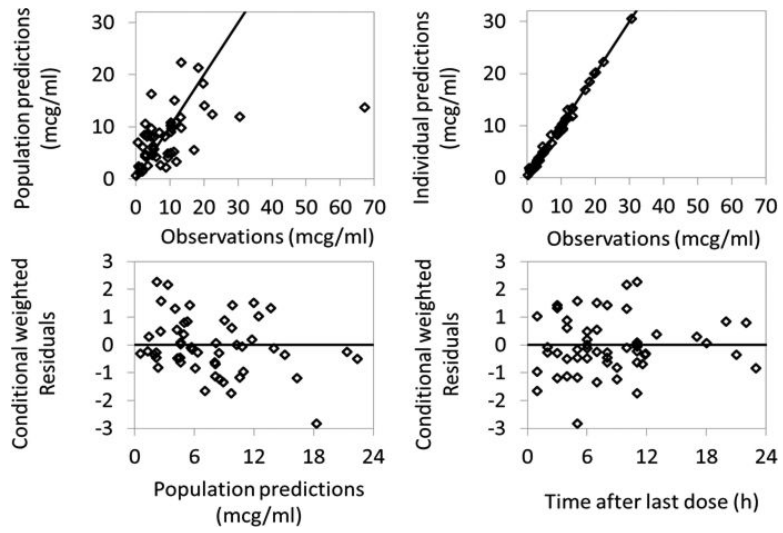 Population predictions
(mcg/ml)
30
20
10
0
0 10 20 30 40 50 60 70
Observations (mcg/ml)
Individual predictions
(mcg/ml)
30
20
10
0
0 10 20 30 40 50 60 70
Observations (mcg/ml)
Conditional weighted
Residuals
3
2
1
0
-1
-2
-3
0 6 12 18 24
Population predictions
(mcg/ml)
Conditional weighted
Residuals
3
2
1
0
-1
-2
-3
0 6 12 18 24
Time after last dose (h)